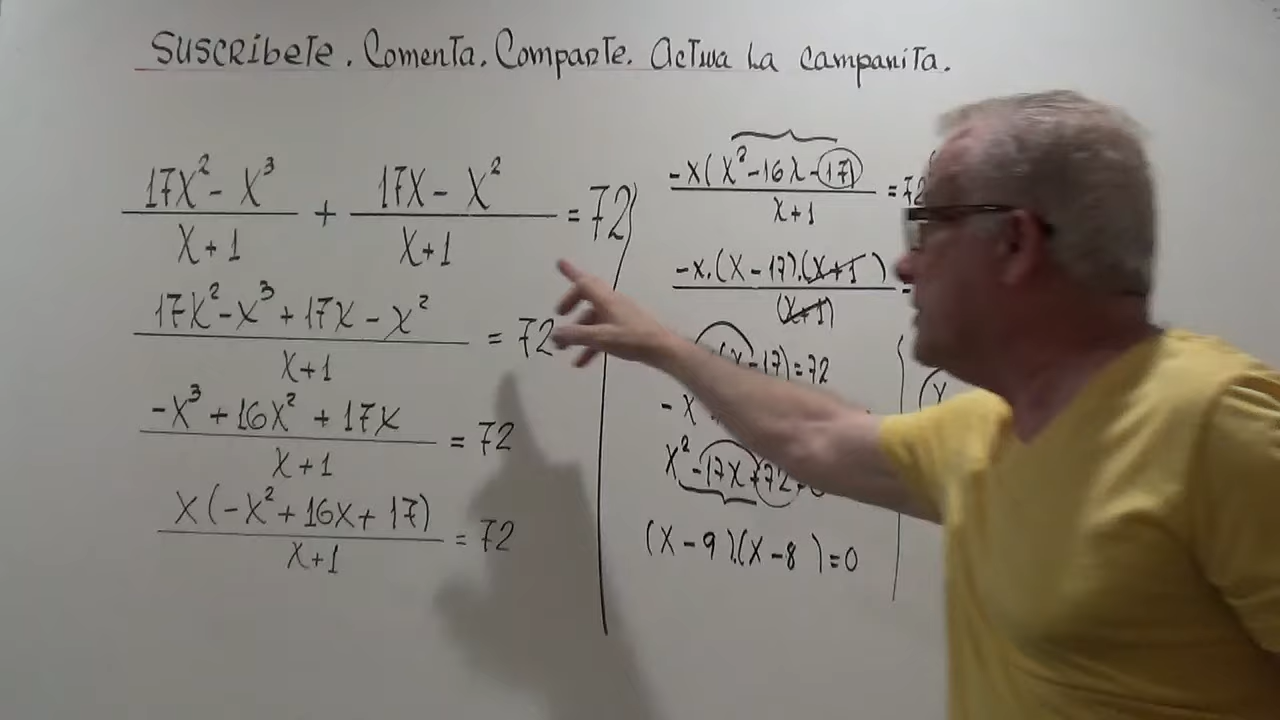 Suscríbete. Comenta. Comparte. Activa la campanita.
17X² - X³ / X+1 + 17X - X² / X+1 = 72
17X² - X³ + 17X - X² / X+1 = 72
-X³ + 16X² + 17X / X+1 = 72
X(-X² + 16X + 17) / X+1 = 72
-X(X² - 16X - 17) / X+1 = 72
-X.(X - 17).(X+1) / (X+1) =
X - 17) = 72
-X
X² - 17X + 72
(X - 9).(X - 8) = 0